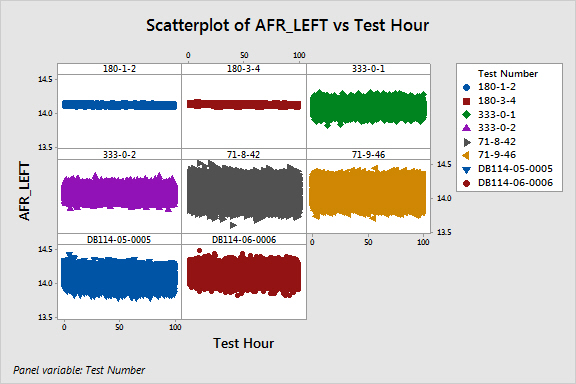 Scatterplot of AFR_LEFT vs Test Hour
0 50 100
180-1-2 180-3-4 333-0-1
14.5
14.0
13.5
333-0-2 71-8-42 71-9-46
14.5
14.0
13.5
0 50 100
DB114-05-0005 DB114-06-0006
14.5
14.0
13.5
0 50 100
AFR_LEFT
Test Hour
Test Number
180-1-2
180-3-4
333-0-1
333-0-2
71-8-42
71-9-46
DB114-05-0005
DB114-06-0006
Panel variable: Test Number